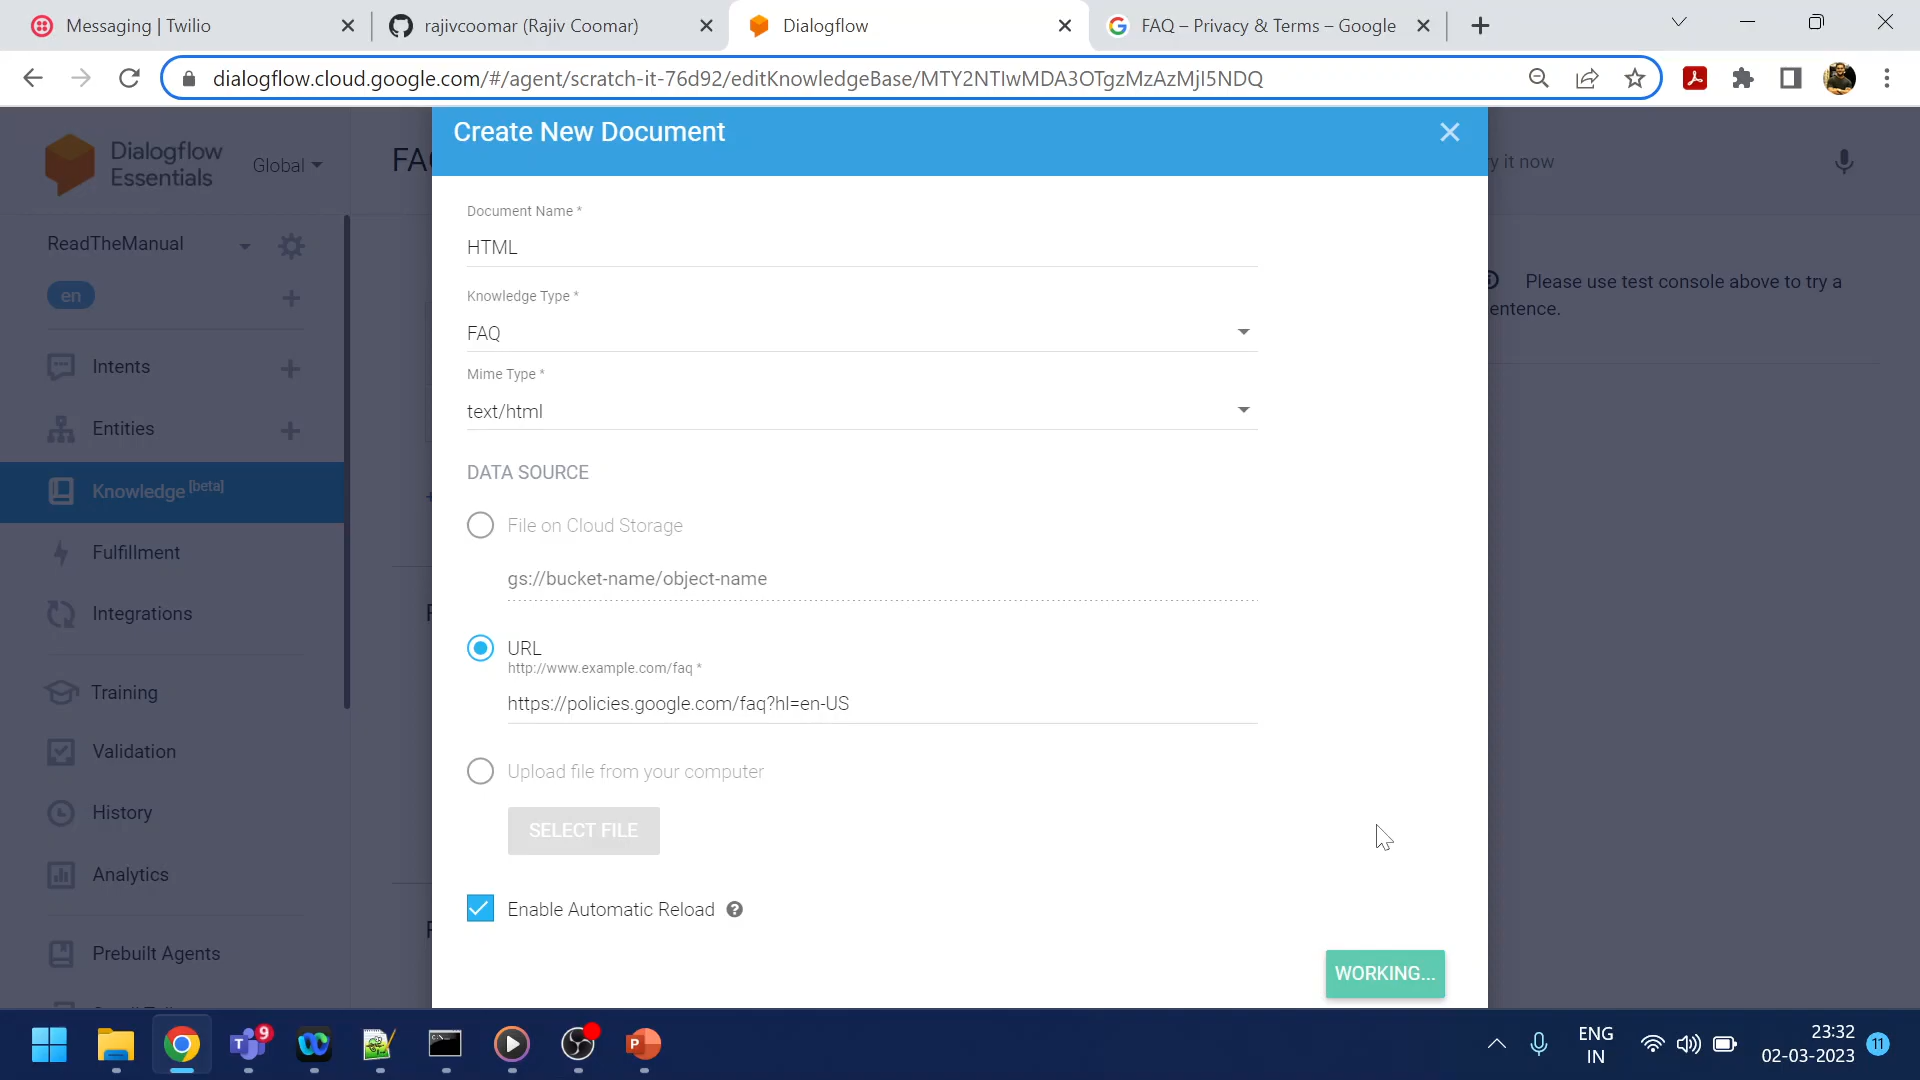 Messaging | Twilio
rajivcoomar (Rajiv Coomar)
Dialogflow
FAQ – Privacy & Terms – Google
dialogflow.cloud.google.com/#/agent/scratch-it-76d92/editKnowledgeBase/MTY2NTIwMDA3OTgzMzAzMjI5NDQ
Create New Document
Dialogflow
Essentials
Global
FA
y it now
Document Name *
HTML
ReadTheManual
en
Knowledge Type *
FAQ
Please use test console above to try a
entence.
Mime Type *
text/html
Intents
Entities
Knowledge [beta]
Fulfillment
Integrations
Training
Validation
History
Analytics
Prebuilt Agents
DATA SOURCE
File on Cloud Storage
gs://bucket-name/object-name
URL
http://www.example.com/faq *
https://policies.google.com/faq?hl=en-US
Upload file from your computer
SELECT FILE
Enable Automatic Reload
WORKING...
9
ENG
IN
23:32
02-03-2023
11